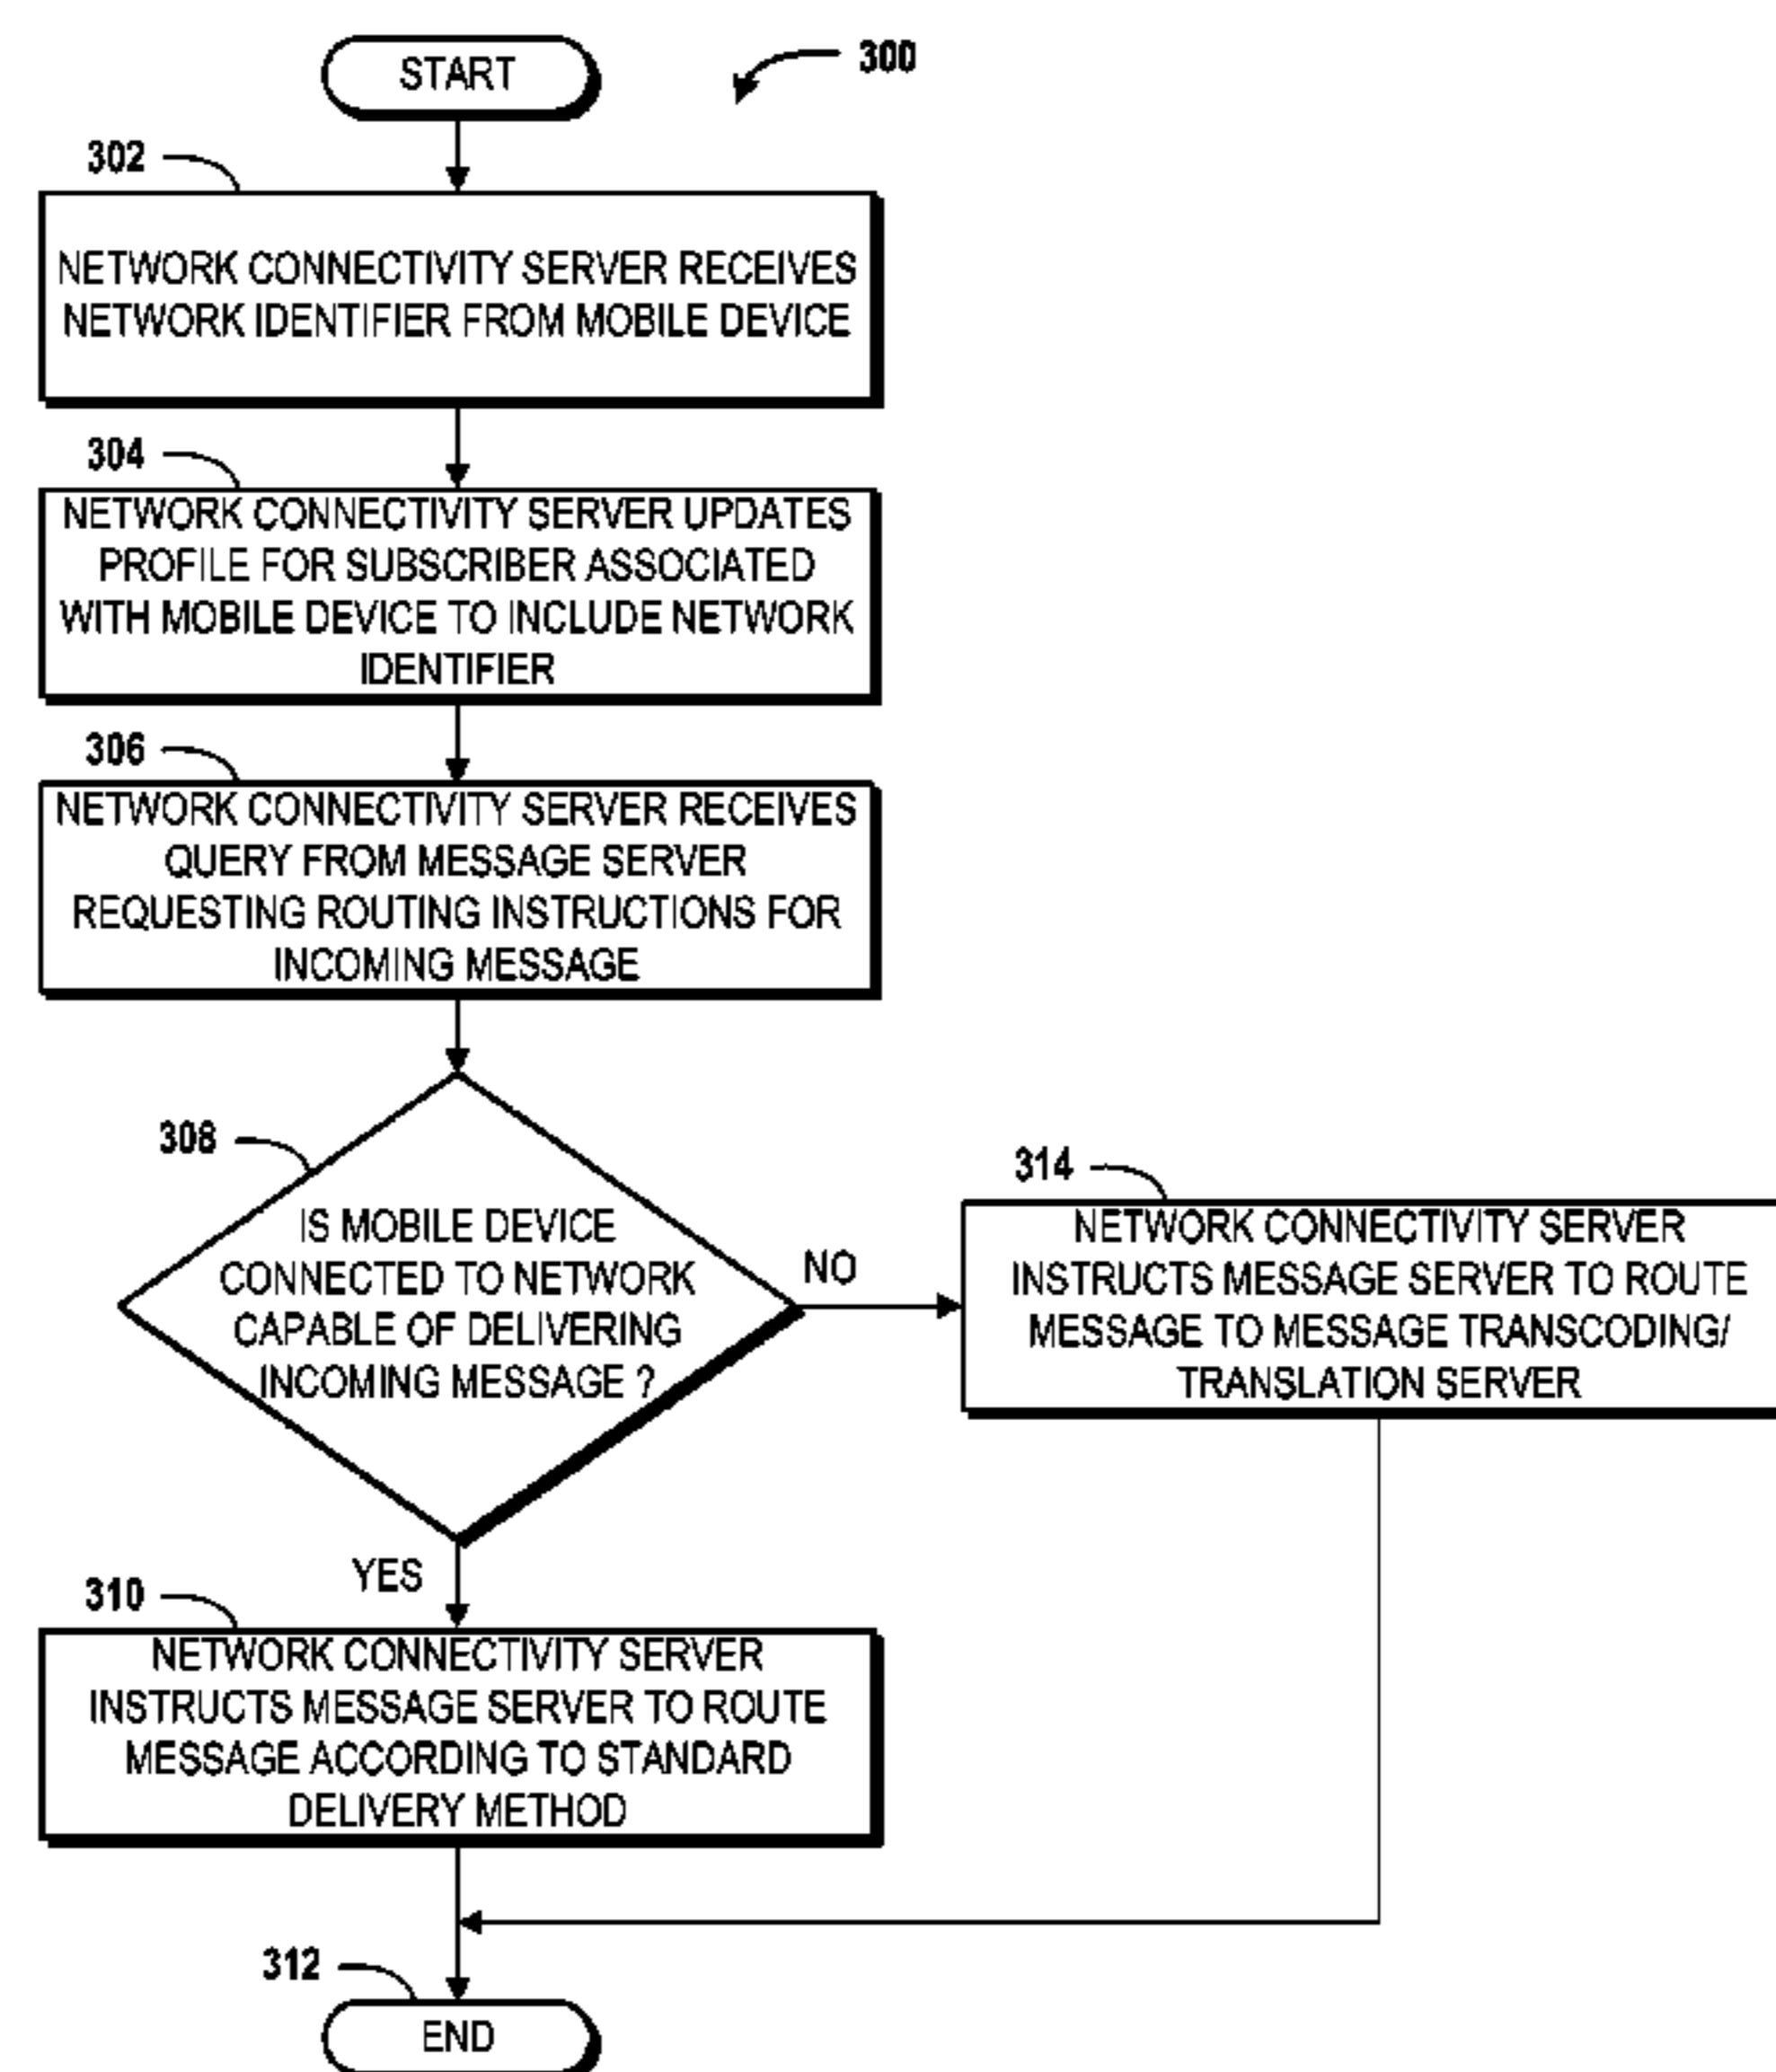 START
300
302
NETWORK CONNECTIVITY SERVER RECEIVES
NETWORK IDENTIFIER FROM MOBILE DEVICE
304
NETWORK CONNECTIVITY SERVER UPDATES
PROFILE FOR SUBSCRIBER ASSOCIATED
WITH MOBILE DEVICE TO INCLUDE NETWORK
IDENTIFIER
306
NETWORK CONNECTIVITY SERVER RECEIVES
QUERY FROM MESSAGE SERVER
REQUESTING ROUTING INSTRUCTIONS FOR
INCOMING MESSAGE
308
IS MOBILE DEVICE
CONNECTED TO NETWORK
CAPABLE OF DELIVERING
INCOMING MESSAGE ?
NO
314
NETWORK CONNECTIVITY SERVER
INSTRUCTS MESSAGE SERVER TO ROUTE
MESSAGE TO MESSAGE TRANSCODING/
TRANSLATION SERVER
YES
310
NETWORK CONNECTIVITY SERVER
INSTRUCTS MESSAGE SERVER TO ROUTE
MESSAGE ACCORDING TO STANDARD
DELIVERY METHOD
312
END